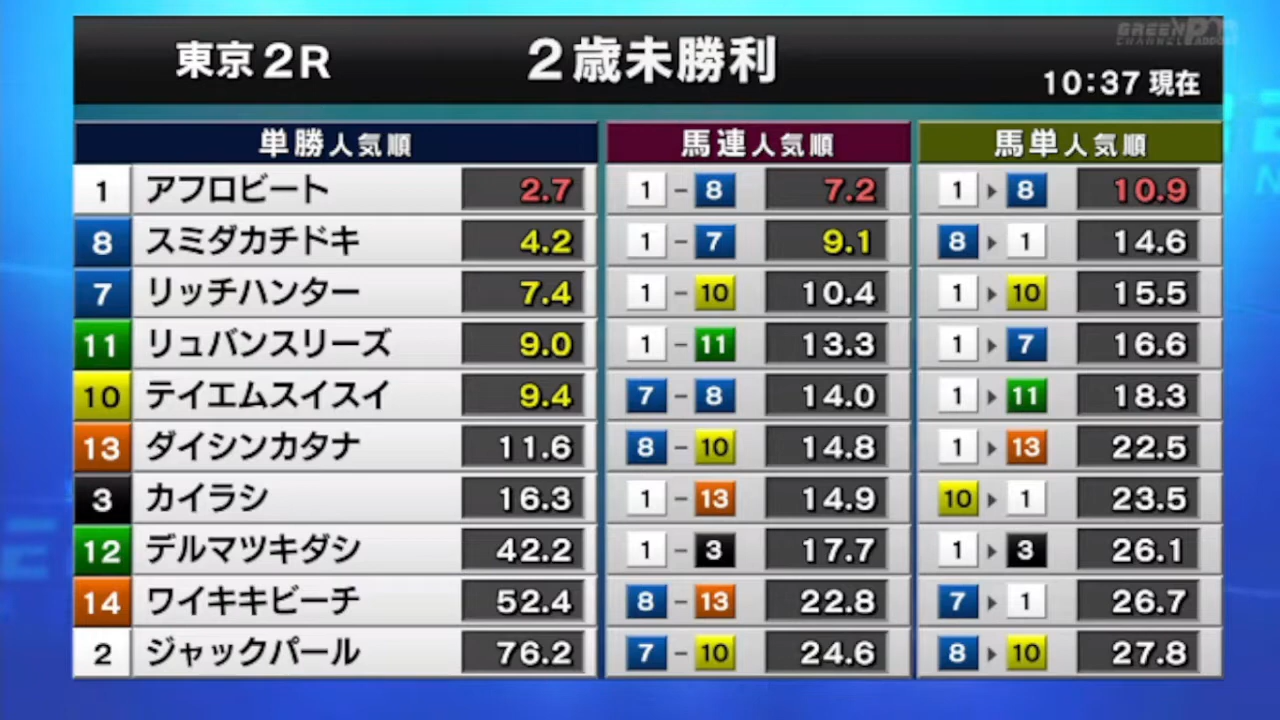 GREEN CHANNEL
東京2R 2歳未勝利 10:37 現在
単勝人気順 馬連人気順 馬単人気順
1 アフロビート 2.7 1-8 7.2 1▸8 10.9
8 スミダカチドキ 4.2 1-7 9.1 8▸1 14.6
7 リッチハンター 7.4 1-10 10.4 1▸10 15.5
11 リュバンスリーズ 9.0 1-11 13.3 1▸7 16.6
10 テイエムスイスイ 9.4 7-8 14.0 1▸11 18.3
13 ダイシンカタナ 11.6 8-10 14.8 1▸13 22.5
3 カイラシ 16.3 1-13 14.9 10▸1 23.5
12 デルマツキダシ 42.2 1-3 17.7 1▸3 26.1
14 ワイキキビーチ 52.4 8-13 22.8 7▸1 26.7
2 ジャックパール 76.2 7-10 24.6 8▸10 27.8